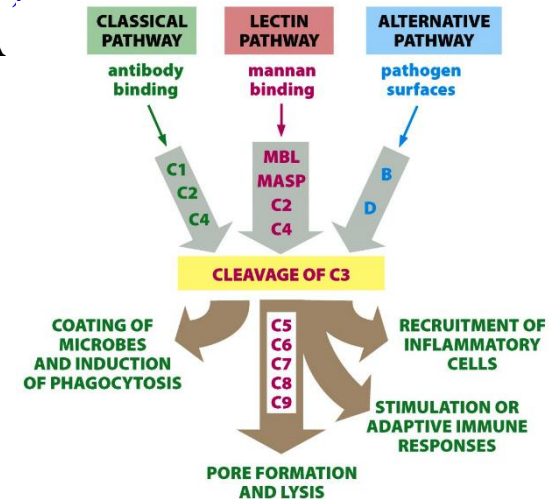 CLASSICAL
PATHWAY
LECTIN
PATHWAY
ALTERNATIVE
PATHWAY
antibody
binding
mannan
binding
pathogen
surfaces
C1
C2
C4
MBL
MASP
C2
C4
B
D
CLEAVAGE OF C3
COATING OF
MICROBES
AND INDUCTION
OF PHAGOCYTOSIS
C5
C6
C7
C8
C9
RECRUITMENT OF
INFLAMMATORY
CELLS
STIMULATION OR
ADAPTIVE IMMUNE
RESPONSES
PORE FORMATION
AND LYSIS